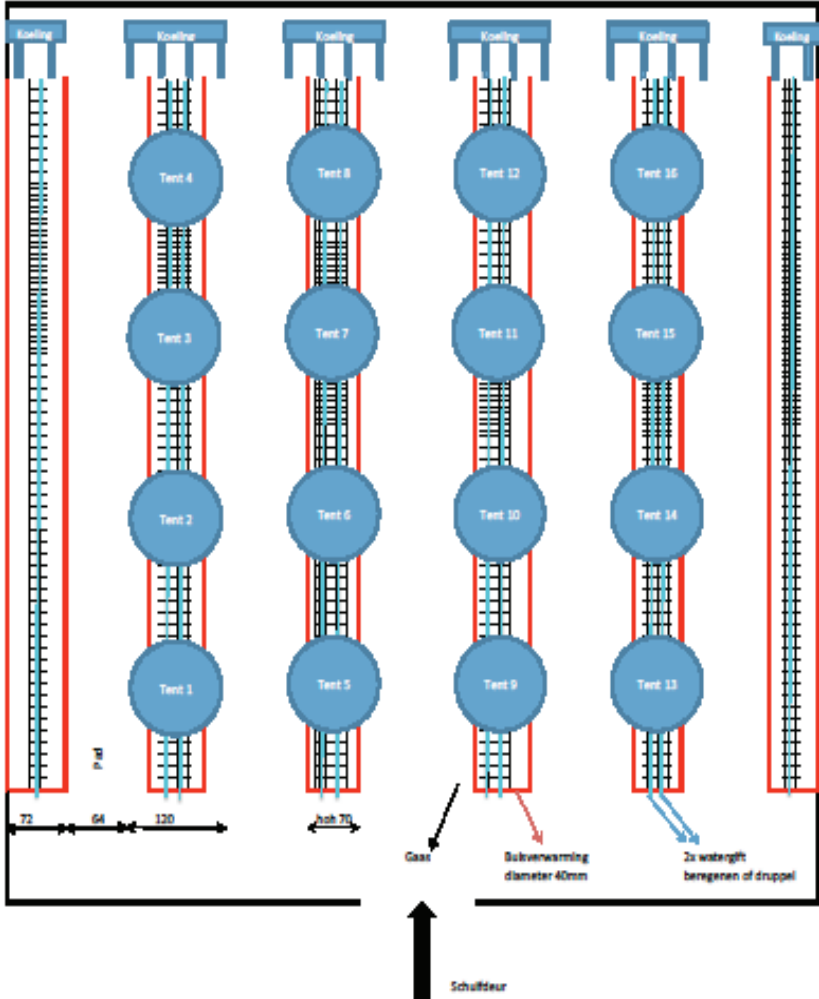 Koeling
Koeling
Koeling
Koeling
Koeling
Koeling
Tent 4
Tent 8
Tent 12
Tent 16
Tent 3
Tent 7
Tent 11
Tent 15
Tent 2
Tent 6
Tent 10
Tent 14
Tent 1
Tent 5
Tent 9
Tent 13
Pad
72
64
120
hoh 70
Gaas
Buisverwarming
diameter 40mm
2x watergift
beregenen of druppel
Schuifdeur